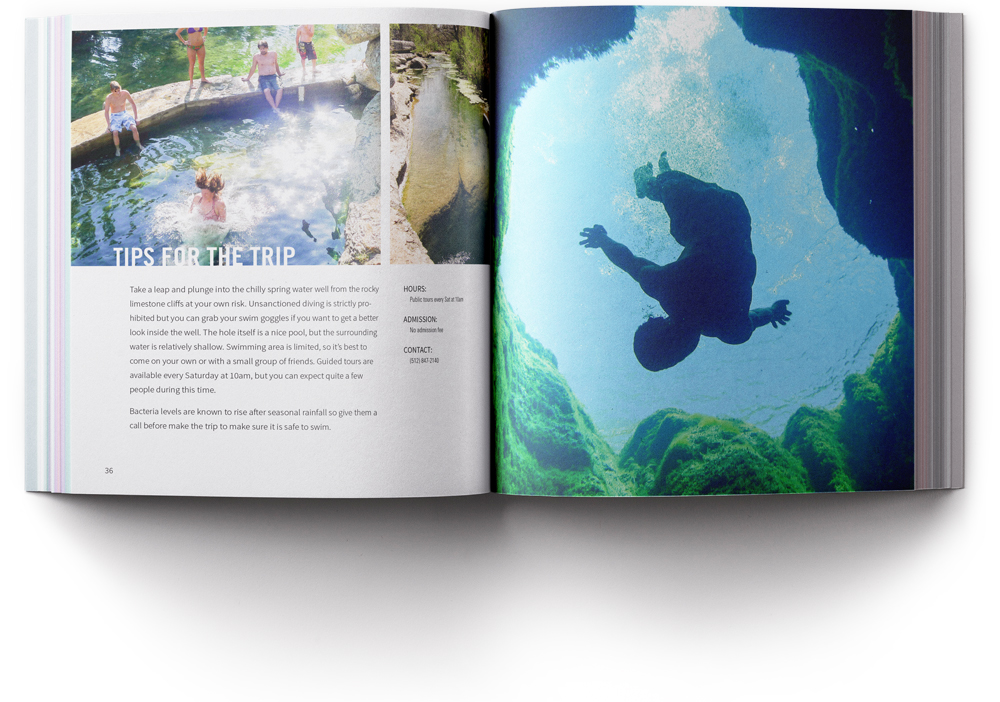 TIPS FOR THE TRIP
Take a leap and plunge into the chilly spring water well from the rocky
limestone cliffs at your own risk. Unsanctioned diving is strictly pro-
hibited but you can grab your swim goggles if you want to get a better
look inside the well. The hole itself is a nice pool, but the surrounding
water is relatively shallow. Swimming area is limited, so it's best to
come on your own or with a small group of friends. Guided tours are
available every Saturday at 10am, but you can expect quite a few
people during this time.
Bacteria levels are known to rise after seasonal rainfall so give them a
call before make the trip to make sure it is safe to swim.
HOURS:
Public tours every Sat at 10am
ADMISSION:
No admission fee
CONTACT:
(512) 847-2140
36